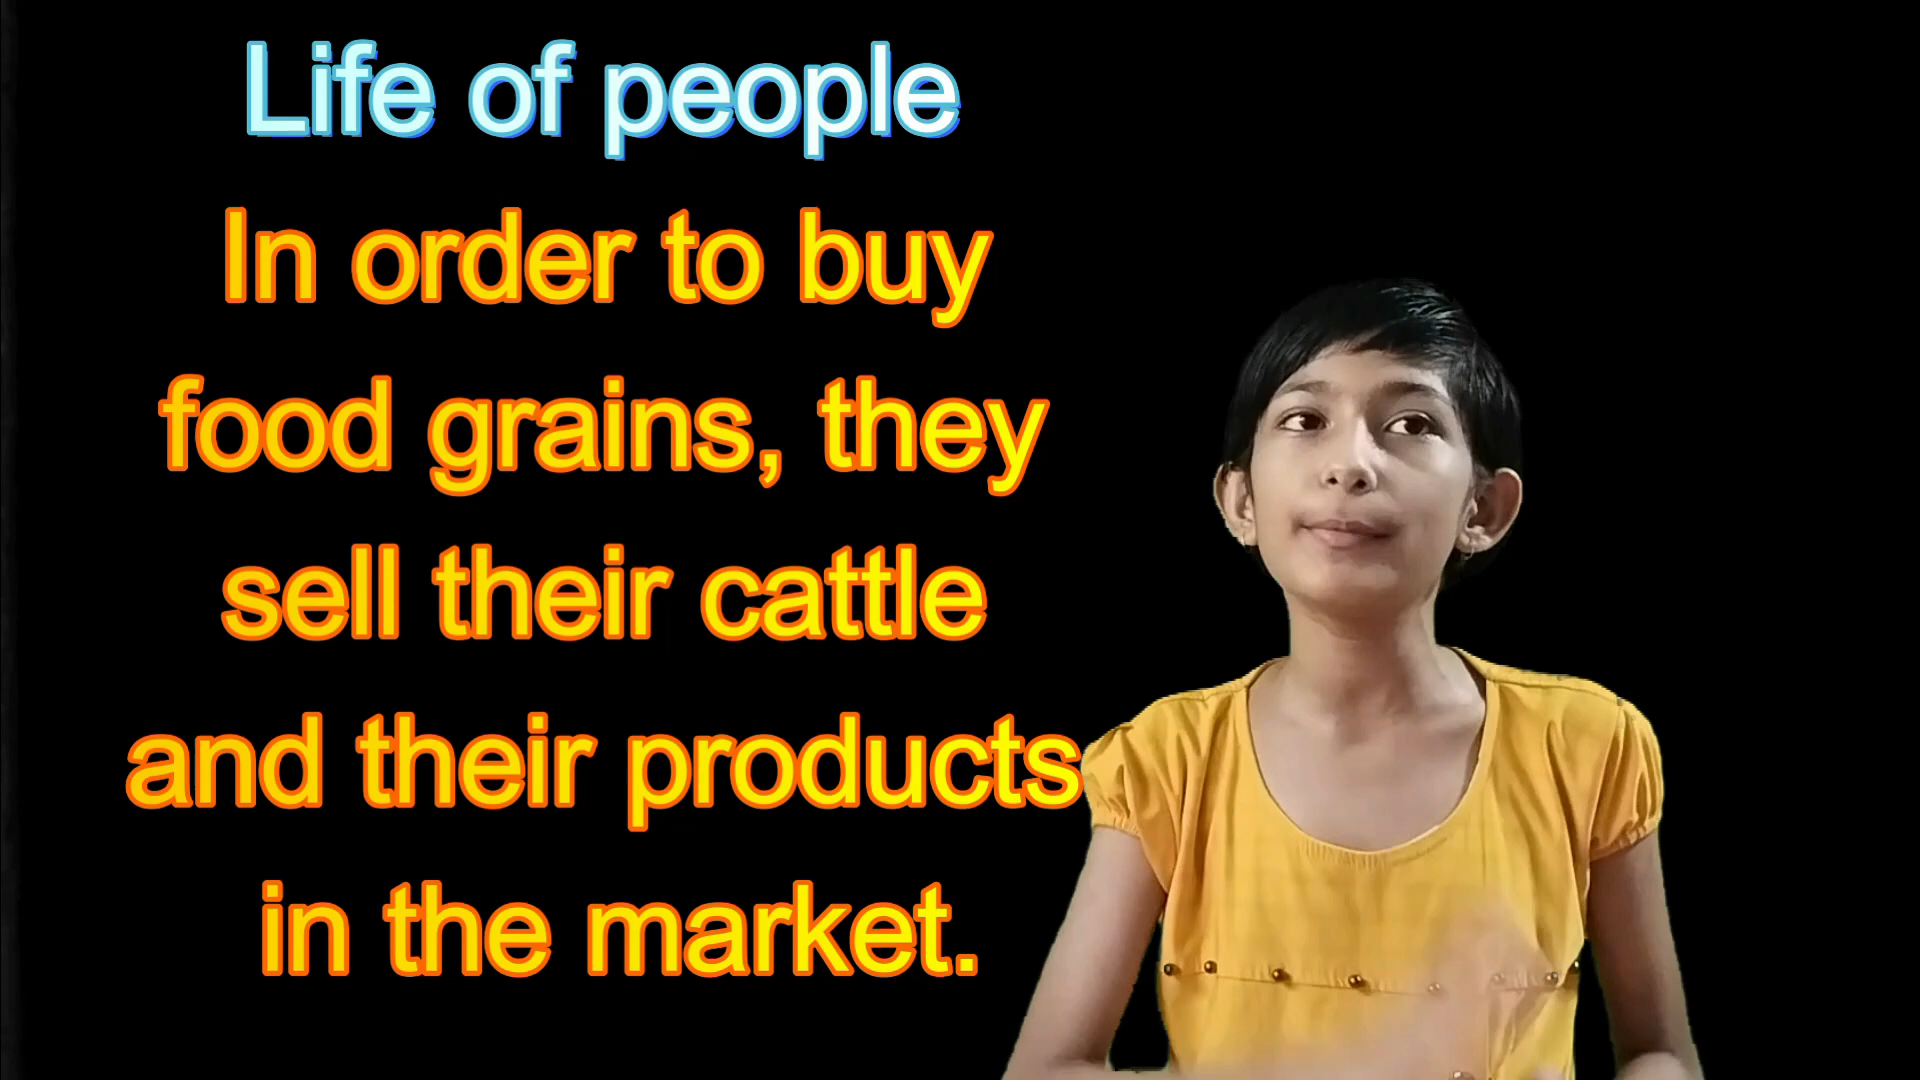 Life of people
In order to buy
food grains, they
sell their cattle
and their products
in the market.